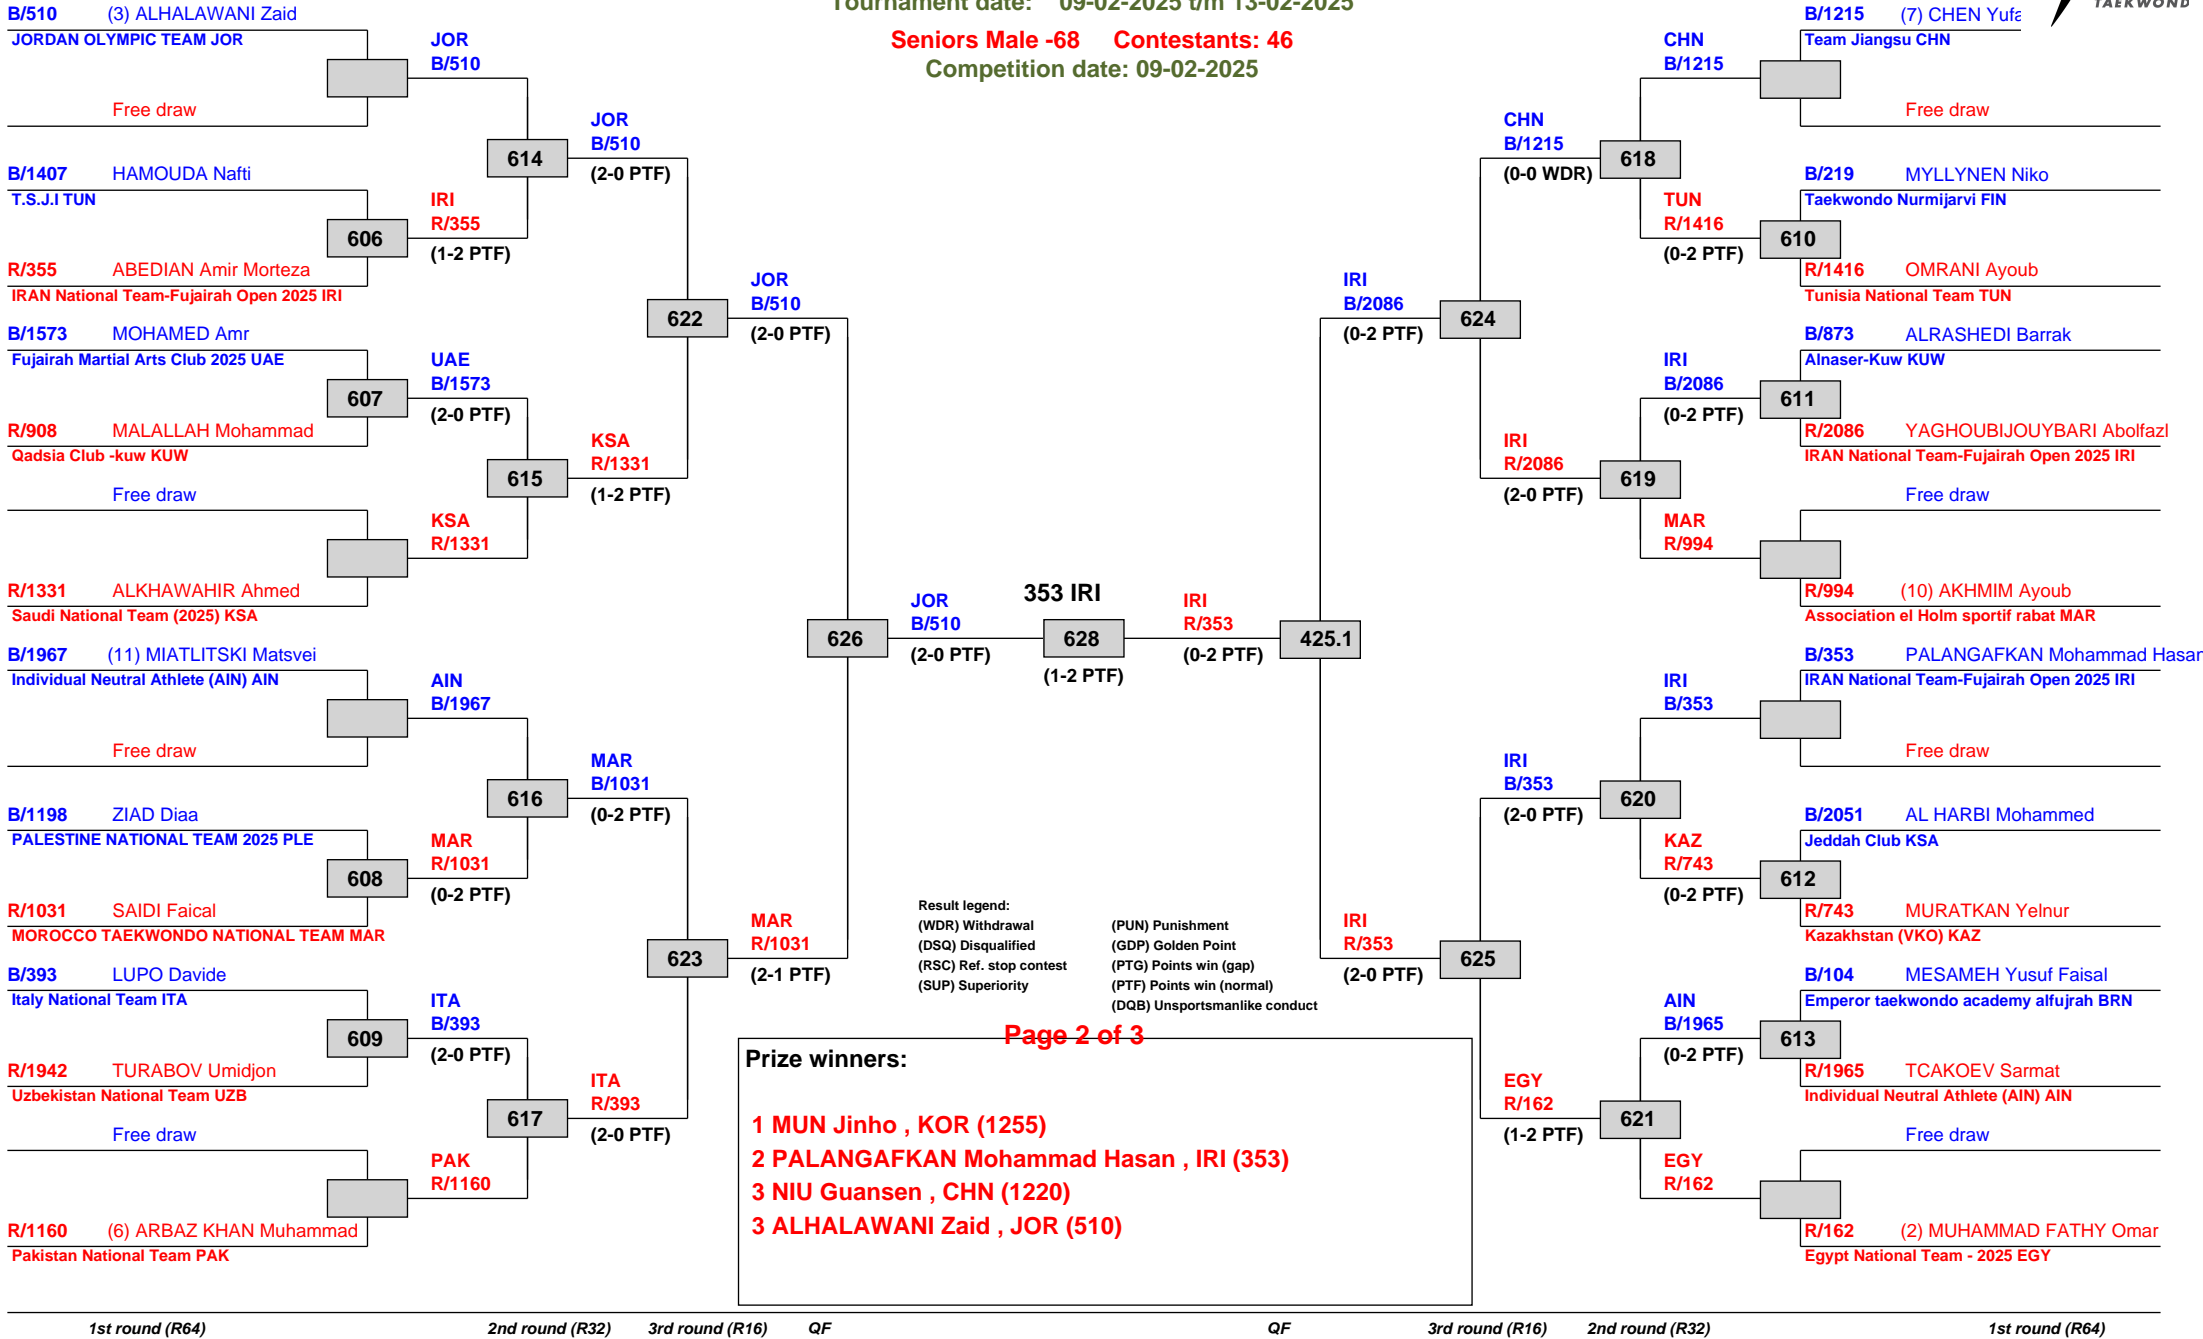 Tournament date: 09-02-2025 t/m 13-02-2025
Seniors Male -68 Contestants: 46
Competition date: 09-02-2025
TAEKWOND
B/510 (3) ALHALAWANI Zaid
JORDAN OLYMPIC TEAM JOR
Free draw
B/1407 HAMOUDA Nafti
T.S.J.I TUN
606
R/355 ABEDIAN Amir Morteza
IRAN National Team-Fujairah Open 2025 IRI
B/1573 MOHAMED Amr
Fujairah Martial Arts Club 2025 UAE
607
R/908 MALALLAH Mohammad
Qadsia Club -kuw KUW
Free draw
R/1331 ALKHAWAHIR Ahmed
Saudi National Team (2025) KSA
B/1967 (11) MIATLITSKI Matsvei
Individual Neutral Athlete (AIN) AIN
Free draw
B/1198 ZIAD Diaa
PALESTINE NATIONAL TEAM 2025 PLE
608
R/1031 SAIDI Faical
MOROCCO TAEKWONDO NATIONAL TEAM MAR
B/393 LUPO Davide
Italy National Team ITA
609
R/1942 TURABOV Umidjon
Uzbekistan National Team UZB
Free draw
R/1160 (6) ARBAZ KHAN Muhammad
Pakistan National Team PAK
JOR
B/510
614
IRI
R/355
(1-2 PTF)
UAE
B/1573
(2-0 PTF)
615
KSA
R/1331
AIN
B/1967
616
MAR
R/1031
(0-2 PTF)
ITA
B/393
(2-0 PTF)
617
PAK
R/1160
JOR
B/510
(2-0 PTF)
622
KSA
R/1331
(1-2 PTF)
MAR
B/1031
(0-2 PTF)
623
ITA
R/393
(2-0 PTF)
JOR
B/510
(2-0 PTF)
626
MAR
R/1031
(2-1 PTF)
JOR
B/510
(2-0 PTF)
353 IRI
628
(1-2 PTF)
IRI
R/353
(0-2 PTF)
425.1
IRI
B/2086
(0-2 PTF)
624
IRI
R/353
(2-0 PTF)
625
CHN
B/1215
(0-0 WDR)
618
IRI
R/2086
(2-0 PTF)
619
IRI
B/353
(2-0 PTF)
620
EGY
R/162
(1-2 PTF)
621
CHN
B/1215
TUN
R/1416
(0-2 PTF)
IRI
B/2086
(0-2 PTF)
MAR
R/994
IRI
B/353
KAZ
R/743
(0-2 PTF)
AIN
B/1965
(0-2 PTF)
EGY
R/162
B/1215 (7) CHEN
Team Jiangsu CHN
Free draw
B/219 MYLLYNEN Niko
Taekwondo Nurmijarvi FIN
610
R/1416 OMRANI Ayoub
Tunisia National Team TUN
B/873 ALRASHEDI Barrak
Alnaser-Kuw KUW
611
R/2086 YAGHOUBIJOUYBARI Abolfazl
IRAN National Team-Fujairah Open 2025 IRI
Free draw
R/994 (10) AKHMIM Ayoub
Association el Holm sportif rabat MAR
B/353 PALANGAFKAN Mohammad Hasan
IRAN National Team-Fujairah Open 2025 IRI
Free draw
B/2051 AL HARBI Mohammed
Jeddah Club KSA
612
R/743 MURATKAN Yelnur
Kazakhstan (VKO) KAZ
B/104 MESAMEH Yusuf Faisal
Emperor taekwondo academy alfujrah BRN
613
R/1965 TCAKOEV Sarmat
Individual Neutral Athlete (AIN) AIN
Free draw
R/162 (2) MUHAMMAD FATHY Omar
Egypt National Team - 2025 EGY
Result legend:
(WDR) Withdrawal (PUN) Punishment
(DSQ) Disqualified (GDP) Golden Point
(RSC) Ref. stop contest (PTG) Points win (gap)
(SUP) Superiority (PTF) Points win (normal)
(DQB) Unsportsmanlike conduct
Page 2 of 3
Prize winners:
1 MUN Jinho , KOR (1255)
2 PALANGAFKAN Mohammad Hasan , IRI (353)
3 NIU Guansen , CHN (1220)
3 ALHALAWANI Zaid , JOR (510)
1st round (R64) 2nd round (R32) 3rd round (R16) QF QF 3rd round (R16) 2nd round (R32) 1st round (R64)